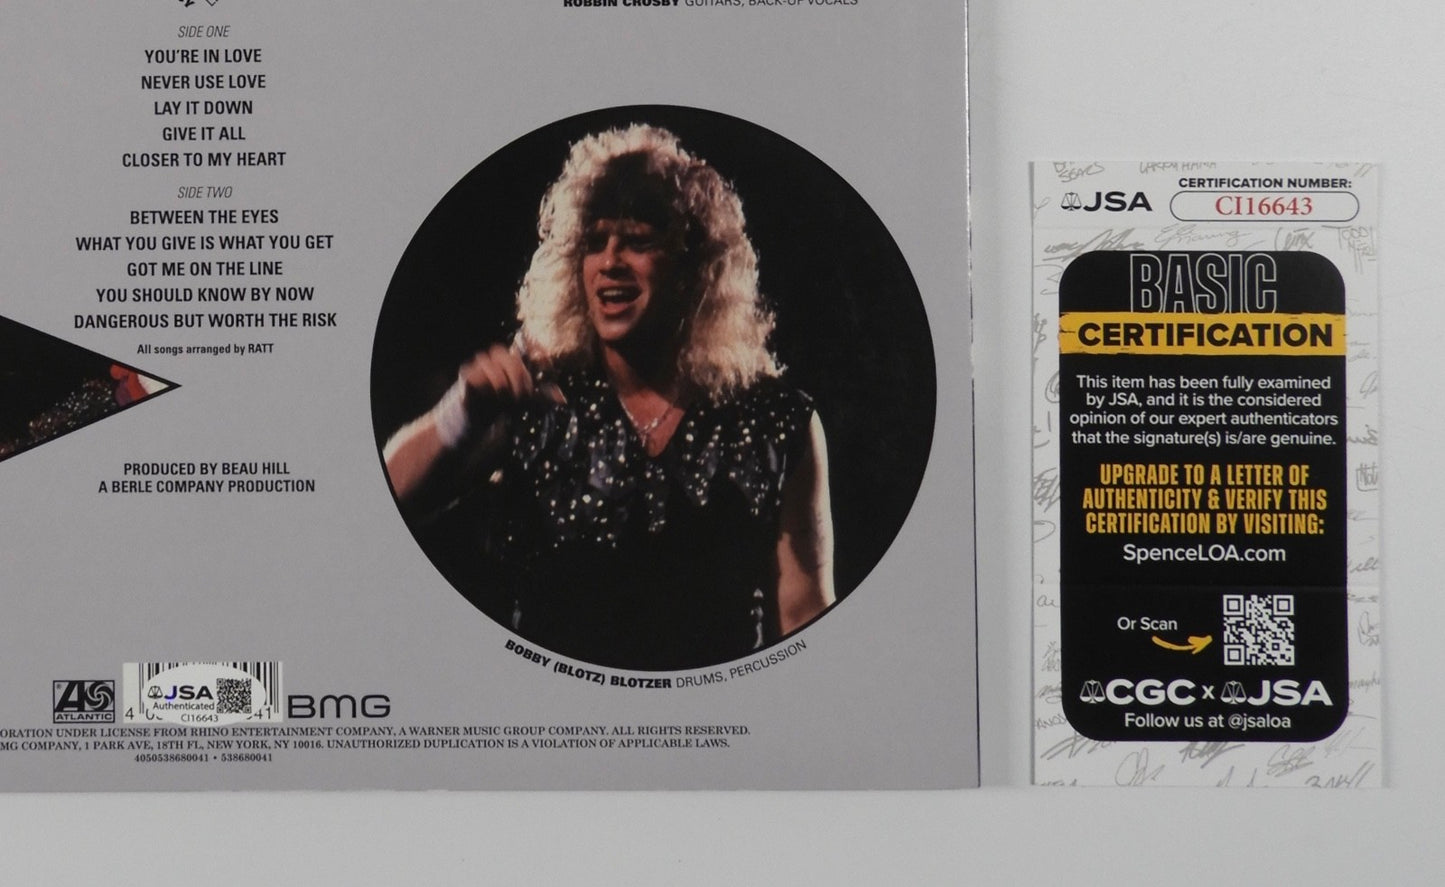 ROBBIN CROSBY GUITARS, BACK-UP VOCALS
SIDE ONE
YOU'RE IN LOVE
NEVER USE LOVE
LAY IT DOWN
GIVE IT ALL
CLOSER TO MY HEART
SIDE TWO
BETWEEN THE EYES
WHAT YOU GIVE IS WHAT YOU GET
GOT ME ON THE LINE
YOU SHOULD KNOW BY NOW
DANGEROUS BUT WORTH THE RISK
All songs arranged by RATT
PRODUCED BY BEAU HILL
A BERLE COMPANY PRODUCTION
BOBBY (BLOTZ) BLOTZER DRUMS, PERCUSSION
ATLANTIC
JSA
Authenticated
CI16643
4
41
BMG
ORATION UNDER LICENSE FROM RHINO ENTERTAINMENT COMPANY, A WARNER MUSIC GROUP COMPANY. ALL RIGHTS RESERVED.
MG COMPANY, 1 PARK AVE, 18TH FL, NEW YORK, NY 10016. UNAUTHORIZED DUPLICATION IS A VIOLATION OF APPLICABLE LAWS.
4050538680041 • 538680041
JSA
CERTIFICATION NUMBER:
CI16643
BASIC
CERTIFICATION
This item has been fully examined
by JSA, and it is the considered
opinion of our expert authenticators
that the signature(s) is/are genuine.
UPGRADE TO A LETTER OF
AUTHENTICITY & VERIFY THIS
CERTIFICATION BY VISITING:
SpenceLOA.com
Or Scan
CGC x JSA
Follow us at @jsaloa